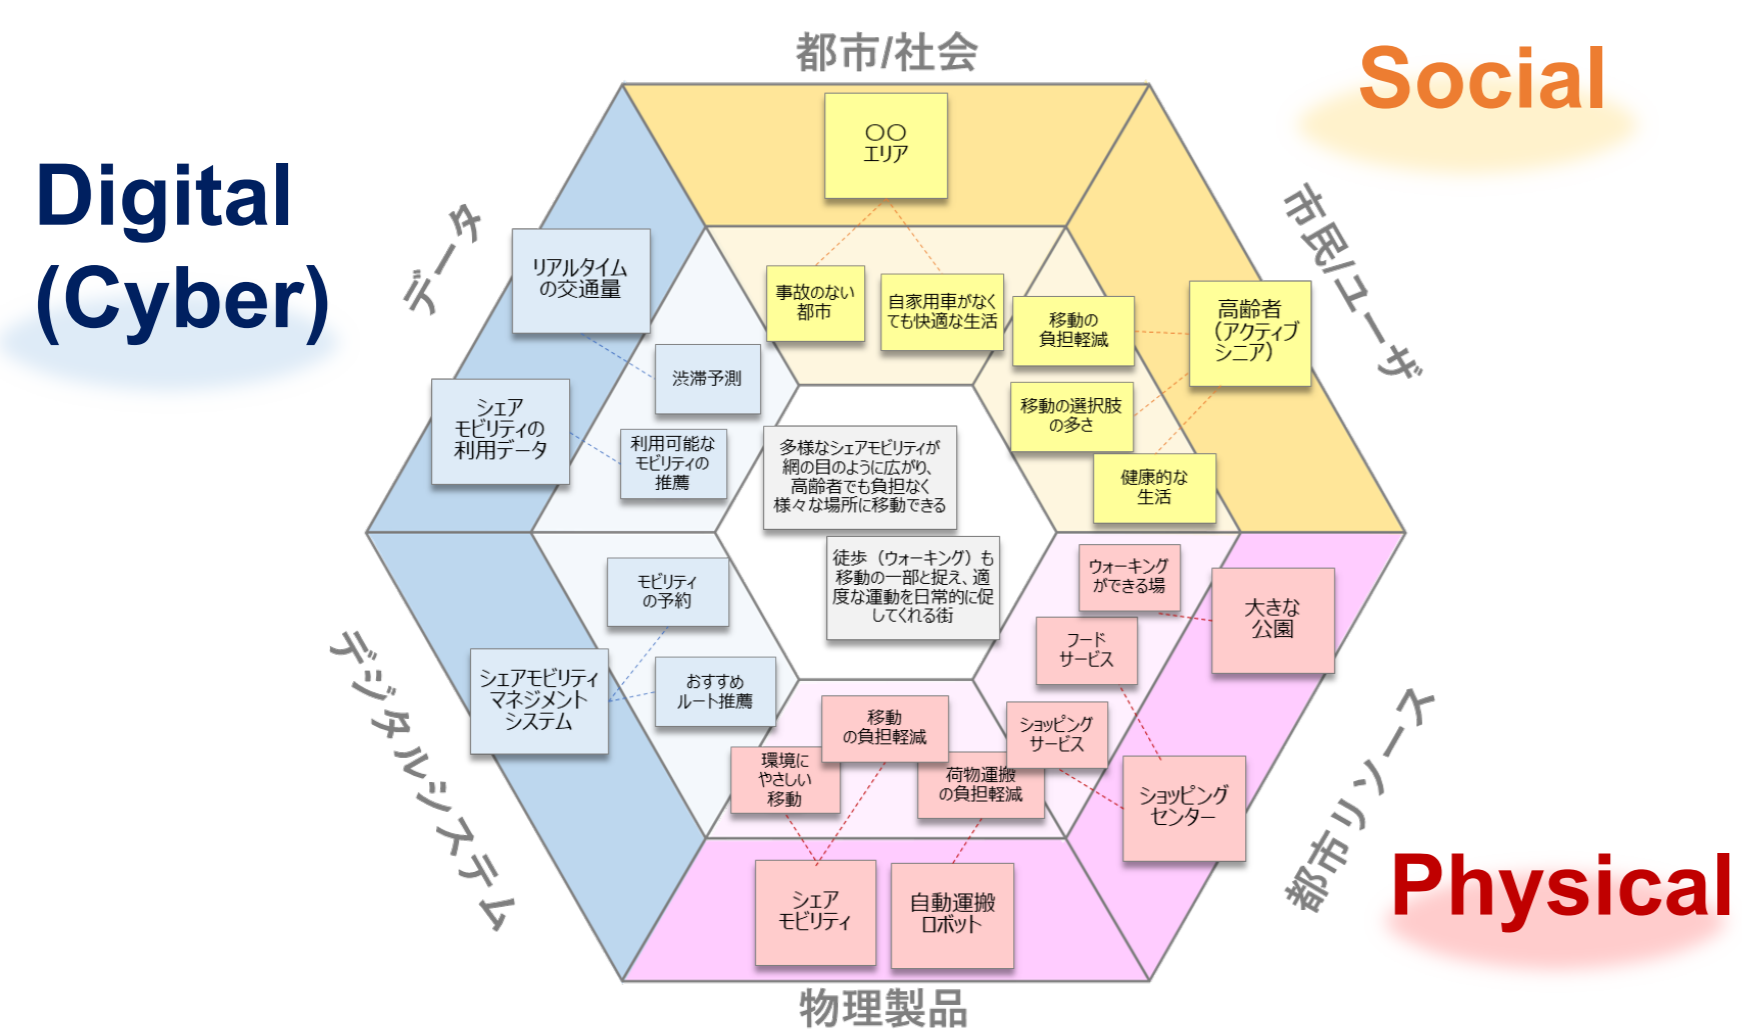 都市/社会
Social
Digital
(Cyber)
データ
市民/ユーザ
〇〇
エリア
事故のない
都市
自家用車がなく
ても快適な生活
移動の
負担軽減
高齢者
（アクティブ
シニア）
移動の選択肢
の多さ
健康的な
生活
リアルタイム
の交通量
渋滞予測
シェア
モビリティの
利用データ
利用可能な
モビリティの
推薦
多様なシェアモビリティが
網の目のように広がり、
高齢者でも負担なく
様々な場所に移動できる
徒歩（ウォーキング）も
移動の一部と捉え、適
度な運動を日常的に促
してくれる街
モビリティ
の予約
シェアモビリティ
マネジメント
システム
おすすめ
ルート推薦
デジタルシステム
ウォーキング
ができる場
大きな
公園
フード
サービス
ショッピング
サービス
ショッピング
センター
都市リソース
移動
の負担軽減
環境に
やさしい
移動
荷物運搬
の負担軽減
シェア
モビリティ
自動運搬
ロボット
Physical
物理製品